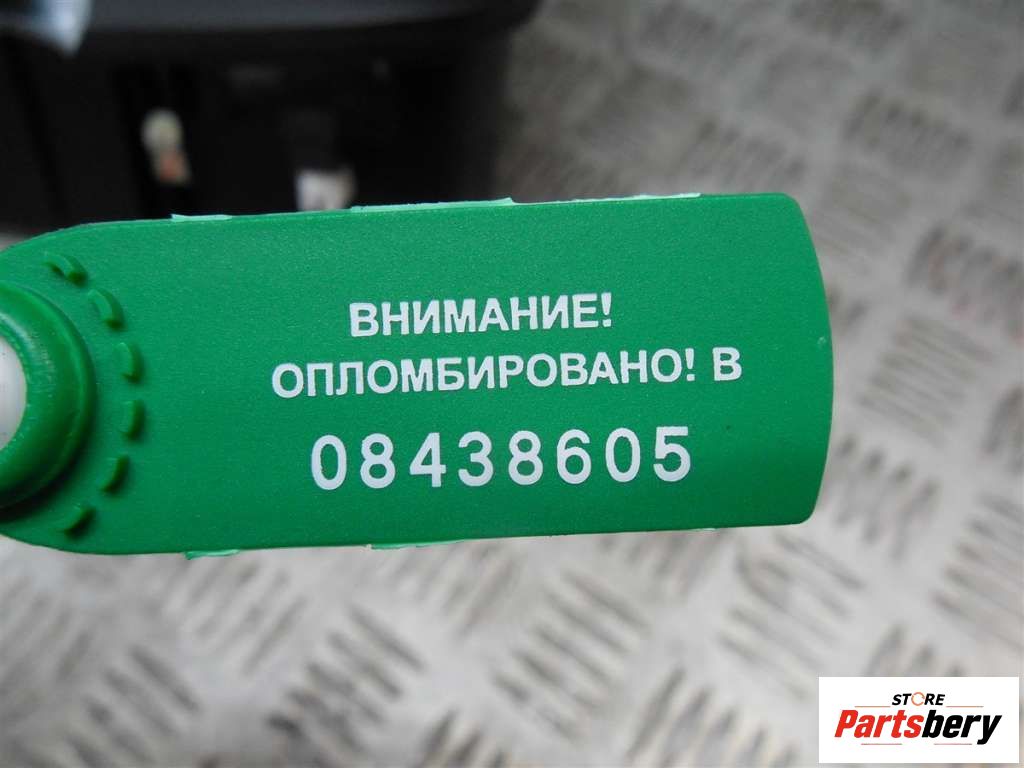 ВНИМАНИЕ!
ОПЛОМБИРОВАНО! В
08438605
STORE
Partsbery